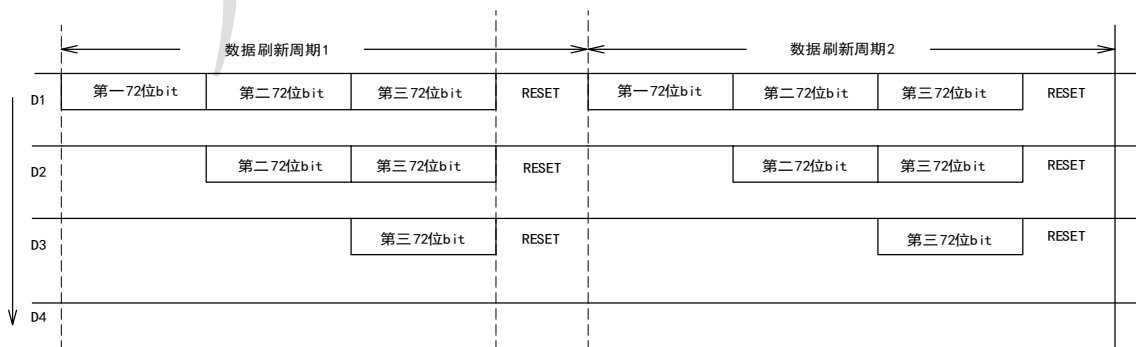 数据刷新周期1 数据刷新周期2
D1 第一72位bit 第二72位bit 第三72位bit RESET 第一72位bit 第二72位bit 第三72位bit RESET
D2 第二72位bit 第三72位bit RESET 第二72位bit 第三72位bit RESET
D3 第三72位bit RESET 第三72位bit RESET
D4